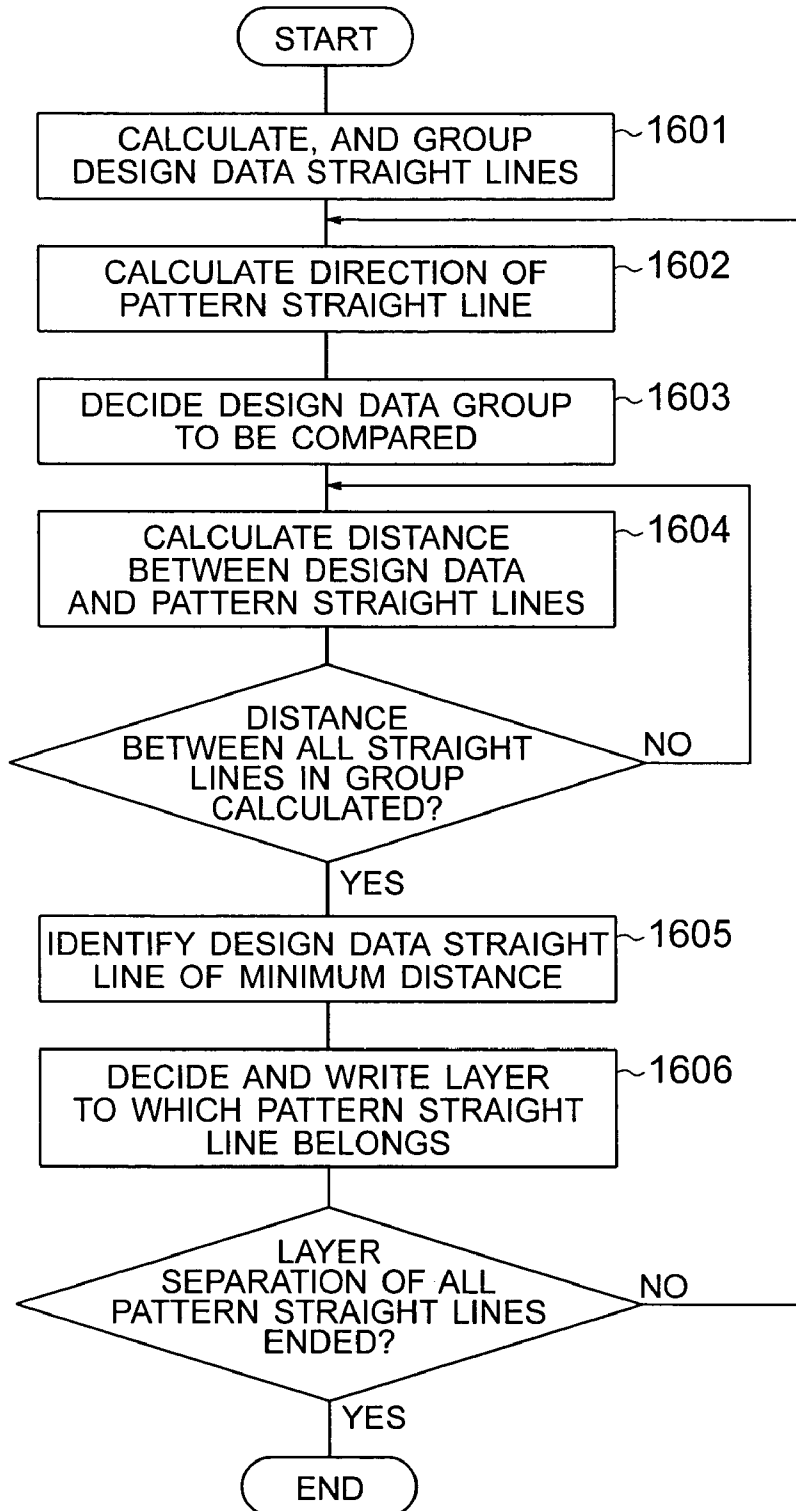 START
CALCULATE, AND GROUP
DESIGN DATA STRAIGHT LINES
~1601
CALCULATE DIRECTION OF
PATTERN STRAIGHT LINE
~1602
DECIDE DESIGN DATA GROUP
TO BE COMPARED
~1603
CALCULATE DISTANCE
BETWEEN DESIGN DATA
AND PATTERN STRAIGHT LINES
~1604
DISTANCE
BETWEEN ALL STRAIGHT
LINES IN GROUP
CALCULATED?
NO
YES
IDENTIFY DESIGN DATA STRAIGHT
LINE OF MINIMUM DISTANCE
~1605
DECIDE AND WRITE LAYER
TO WHICH PATTERN STRAIGHT
LINE BELONGS
~1606
LAYER
SEPARATION OF ALL
PATTERN STRAIGHT LINES
ENDED?
NO
YES
END